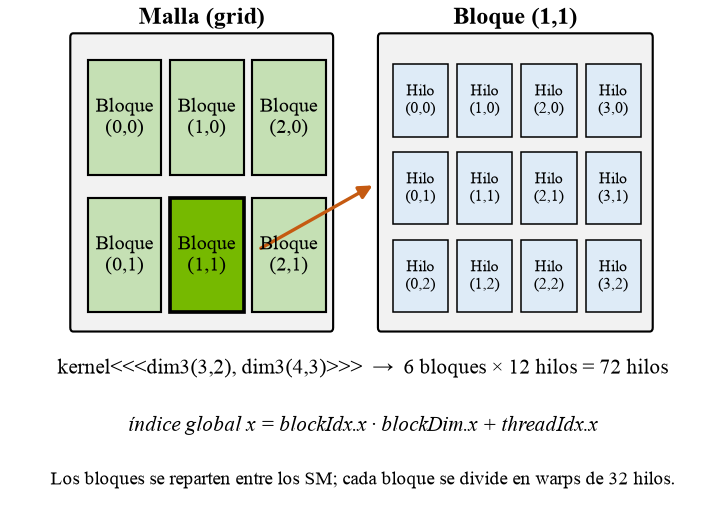 Malla (grid)
Bloque (1,1)
Bloque
(0,0)
Bloque
(1,0)
Bloque
(2,0)
Bloque
(0,1)
Bloque
(1,1)
Bloque
(2,1)
Hilo
(0,0)
Hilo
(1,0)
Hilo
(2,0)
Hilo
(3,0)
Hilo
(0,1)
Hilo
(1,1)
Hilo
(2,1)
Hilo
(3,1)
Hilo
(0,2)
Hilo
(1,2)
Hilo
(2,2)
Hilo
(3,2)
kernel<<<dim3(3,2), dim3(4,3)>>> → 6 bloques × 12 hilos = 72 hilos
índice global x = blockIdx.x · blockDim.x + threadIdx.x
Los bloques se reparten entre los SM; cada bloque se divide en warps de 32 hilos.